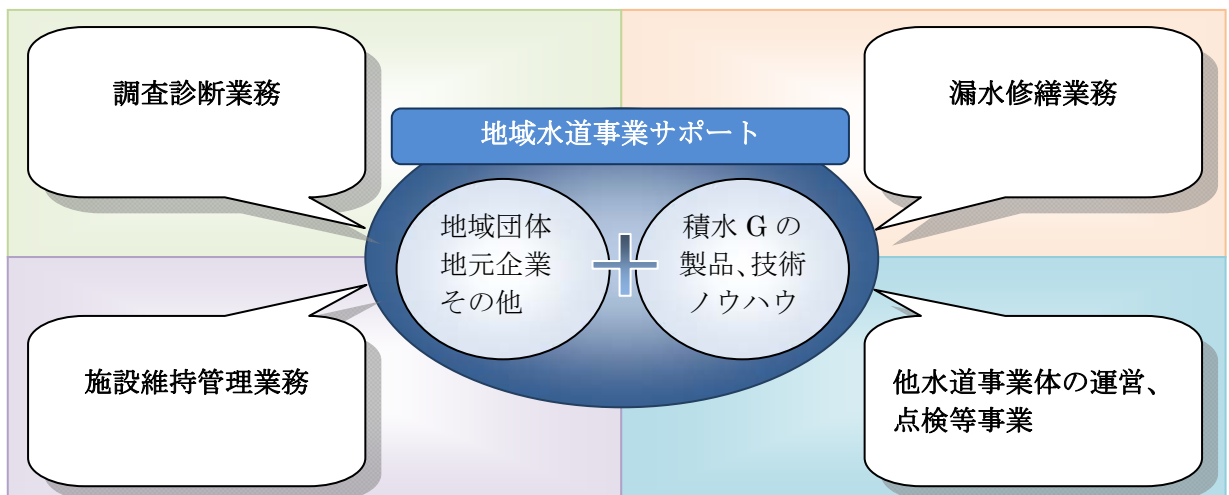 調査診断業務
漏水修繕業務
地域水道事業サポート
地域団体
地元企業
その他
積水 G の
製品、技術
ノウハウ
施設維持管理業務
他水道事業体の運営、
点検等事業